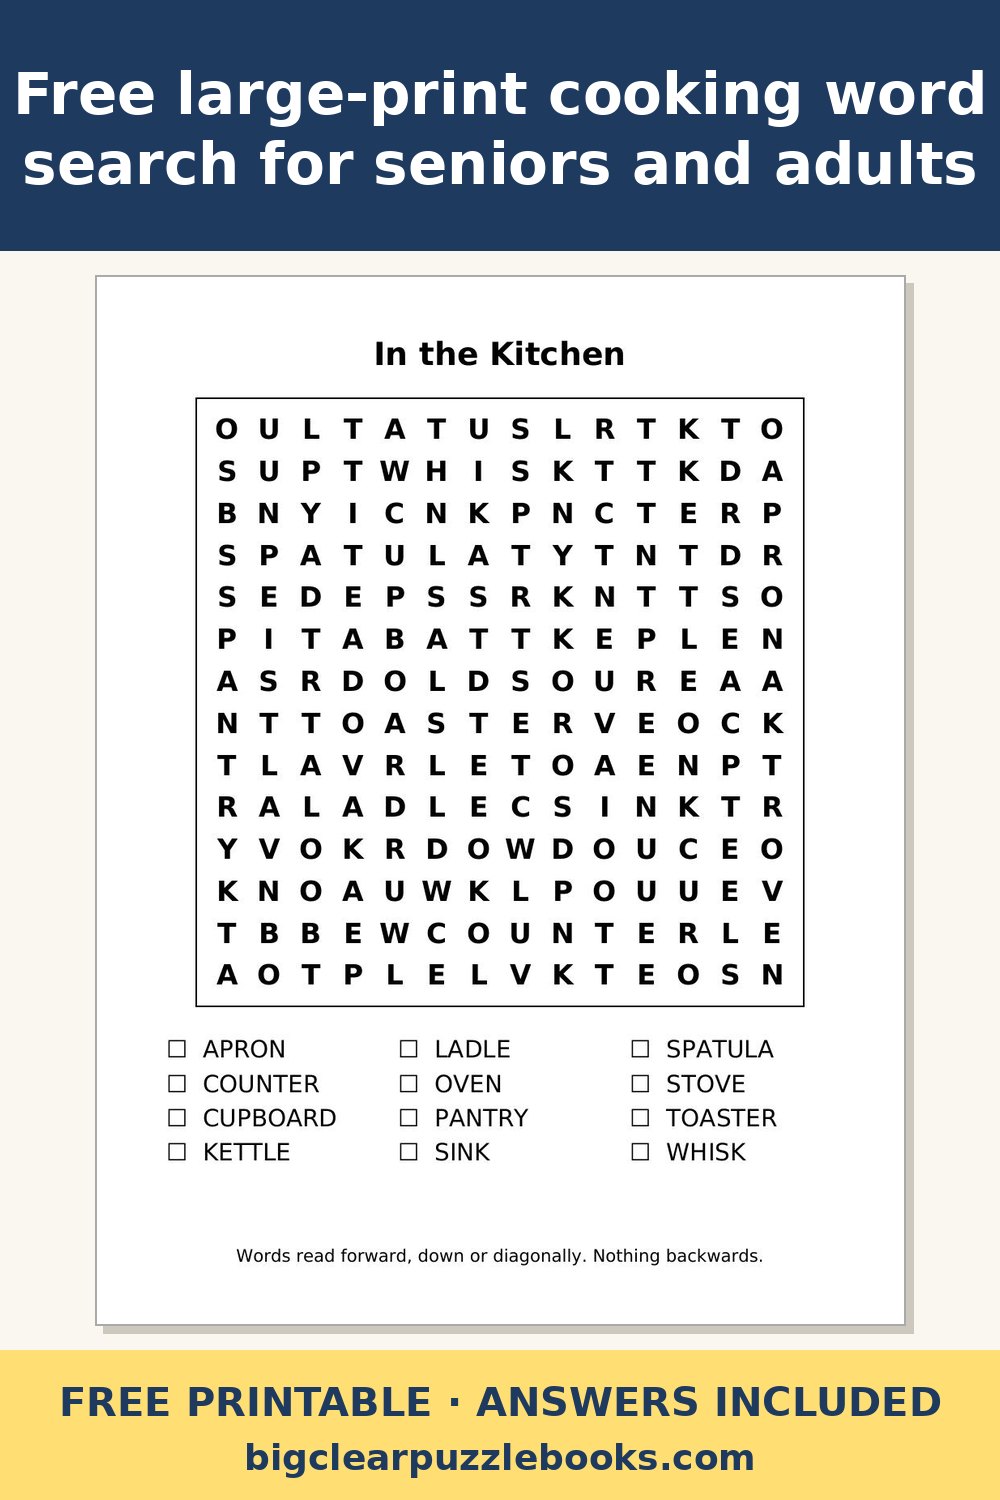 Free large-print cooking word
search for seniors and adults
In the Kitchen
O U L T A T U S L R T K T O
S U P T W H I S K T T K D A
B N Y I C N K P N C T E R P
S P A T U L A T Y T N T D R
S E D E P S S R K N T T S O
P I T A B A T T K E P L E N
A S R D O L D S O U R E A A
N T T O A S T E R V E O C K
T L A V R L E T O A E N P T
R A L A D L E C S I N K T R
Y V O K R D O W D O U C E O
K N O A U W K L P O U U E V
T B B E W C O U N T E R L E
A O T P L E L V K T E O S N
☐ APRON ☐ LADLE ☐ SPATULA
☐ COUNTER ☐ OVEN ☐ STOVE
☐ CUPBOARD ☐ PANTRY ☐ TOASTER
☐ KETTLE ☐ SINK ☐ WHISK
Words read forward, down or diagonally. Nothing backwards.
FREE PRINTABLE · ANSWERS INCLUDED
bigclearpuzzlebooks.com